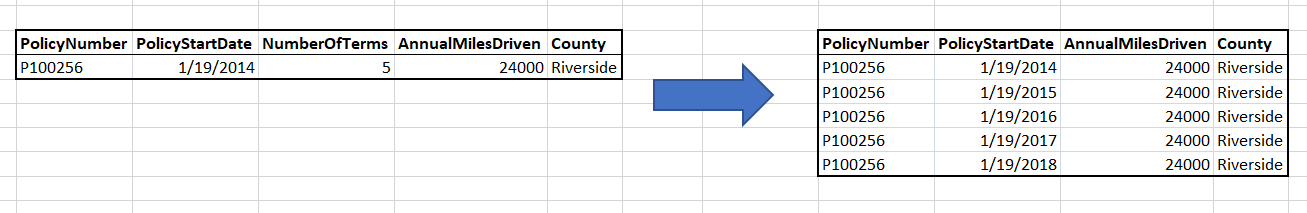 PolicyNumber PolicyStartDate NumberOfTerms AnnualMilesDriven County
P100256 1/19/2014 5 24000 Riverside
PolicyNumber PolicyStartDate AnnualMilesDriven County
P100256 1/19/2014 24000 Riverside
P100256 1/19/2015 24000 Riverside
P100256 1/19/2016 24000 Riverside
P100256 1/19/2017 24000 Riverside
P100256 1/19/2018 24000 Riverside